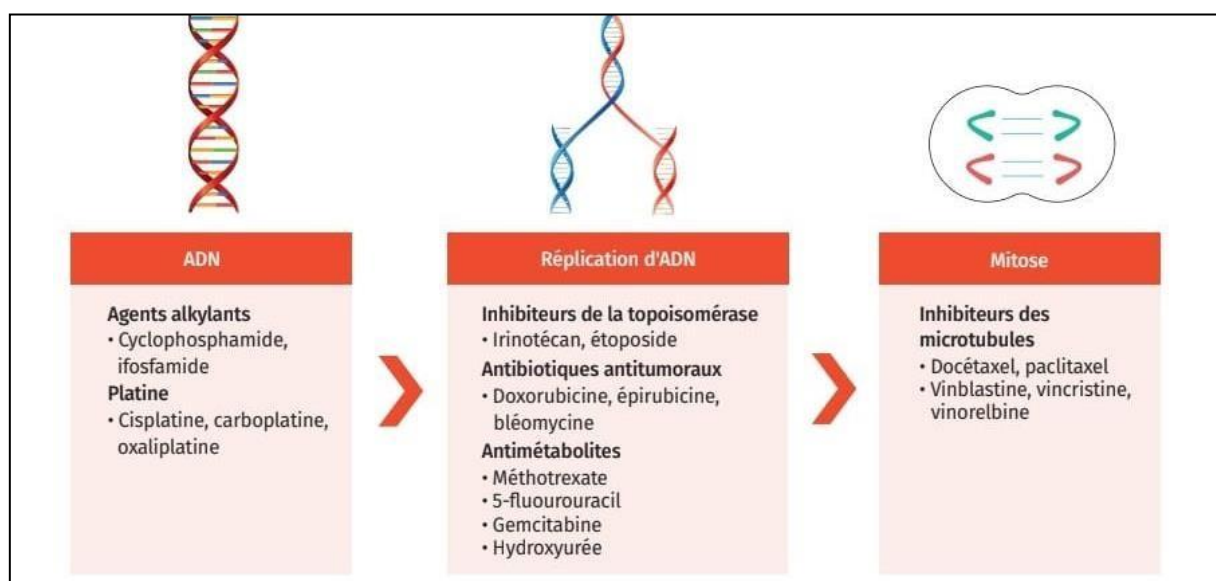 ADN
Agents alkylants
• Cyclophosphamide,
ifosfamide
Platine
• Cisplatine, carboplatine,
oxaliplatine
Réplication d'ADN
Inhibiteurs de la topoisomérase
• Irinotécan, étoposide
Antibiotiques antitumoraux
• Doxorubicine, épirubicine,
bléomycine
Antimétabolites
• Méthotrexate
• 5-fluourouracil
• Gemcitabine
• Hydroxyurée
Mitose
Inhibiteurs des
microtubules
• Docétaxel, paclitaxel
• Vinblastine, vincristine,
vinorelbine